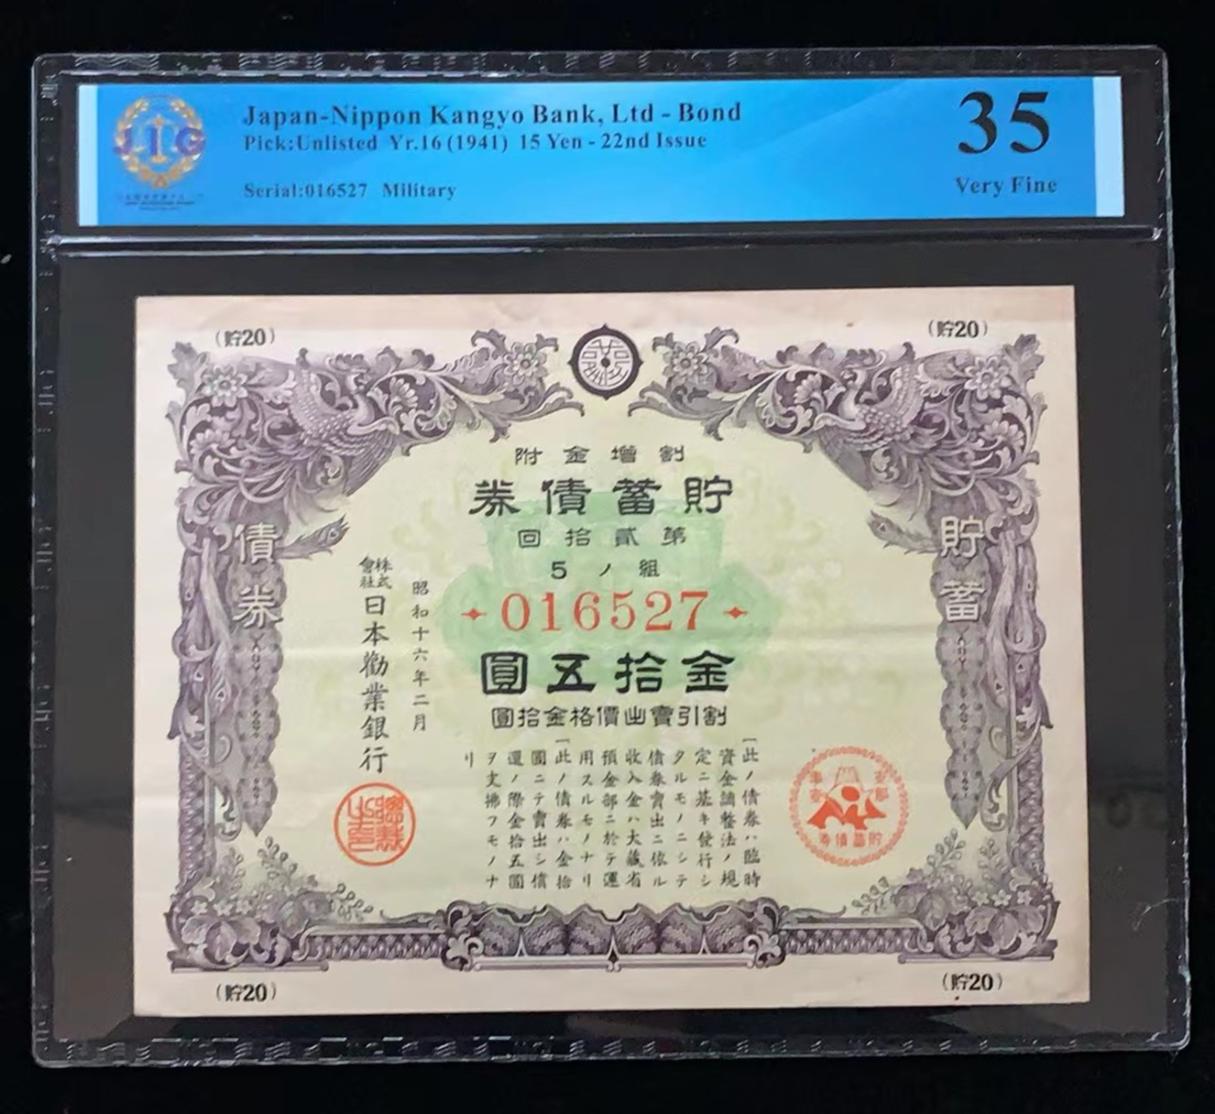 JTG
Japan-Nippon Kangyo Bank, Ltd - Bond
Pick:Unlisted Yr.16 (1941) 15 Yen - 22nd Issue
Serial:016527 Military
35
Very Fine
(貯20)
(貯20)
割増金附
貯蓄債券
第貳拾回
組ノ5
016527
金拾五圓
割引賣出價格金拾圓
貯蓄
債券
一此ノ債券ハ臨時
資金調整法ノ規
定ニ基キ發行シ
タルモノニシテ
債券賣出ニ依ル
收入金ハ大藏省
預金部ニ於テ運
用スルモノナリ
一此ノ債券ハ金拾
圓ニテ賣出シ償
還ノ際金拾五圓
ヲ支拂フモノナ
リ
昭和十六年二月
株式會社日本勸業銀行
貯蓄債券
(貯20)
(貯20)